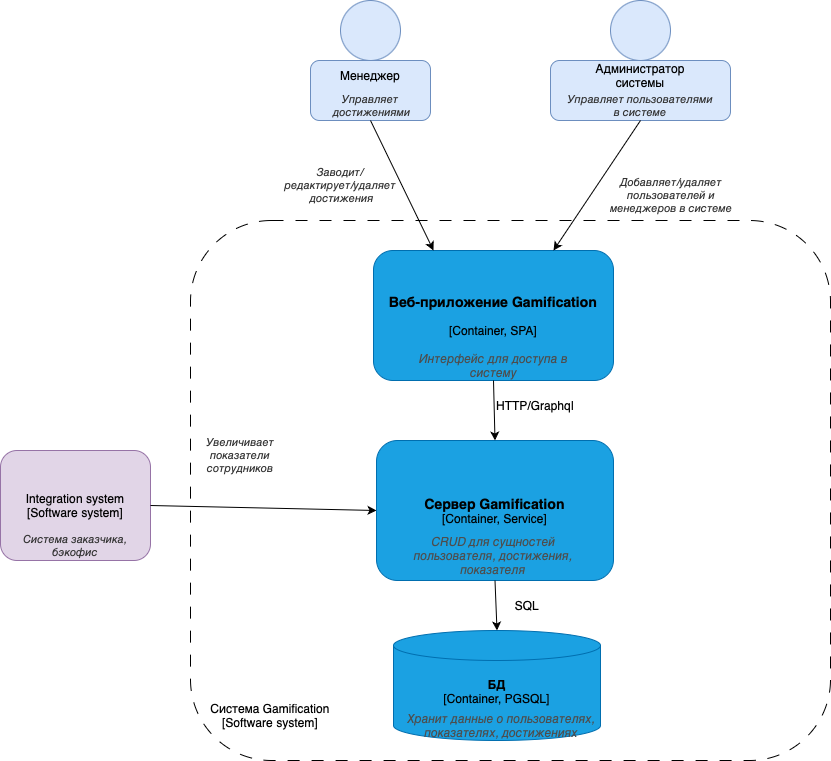 Менеджер
Управляет
достижениями
Администратор
системы
Управляет пользователями
в системе
Заводит/
редактирует/удаляет
достижения
Добавляет/удаляет
пользователей и
менеджеров в системе
Веб-приложение Gamification
[Container, SPA]
Интерфейс для доступа в
систему
HTTP/Graphql
Увеличивает
показатели
сотрудников
Integration system
[Software system]
Система заказчика,
бэкофис
Сервер Gamification
[Container, Service]
CRUD для сущностей
пользователя, достижения,
показателя
SQL
БД
[Container, PGSQL]
Хранит данные о пользователях,
показателях, достижениях
Система Gamification
[Software system]